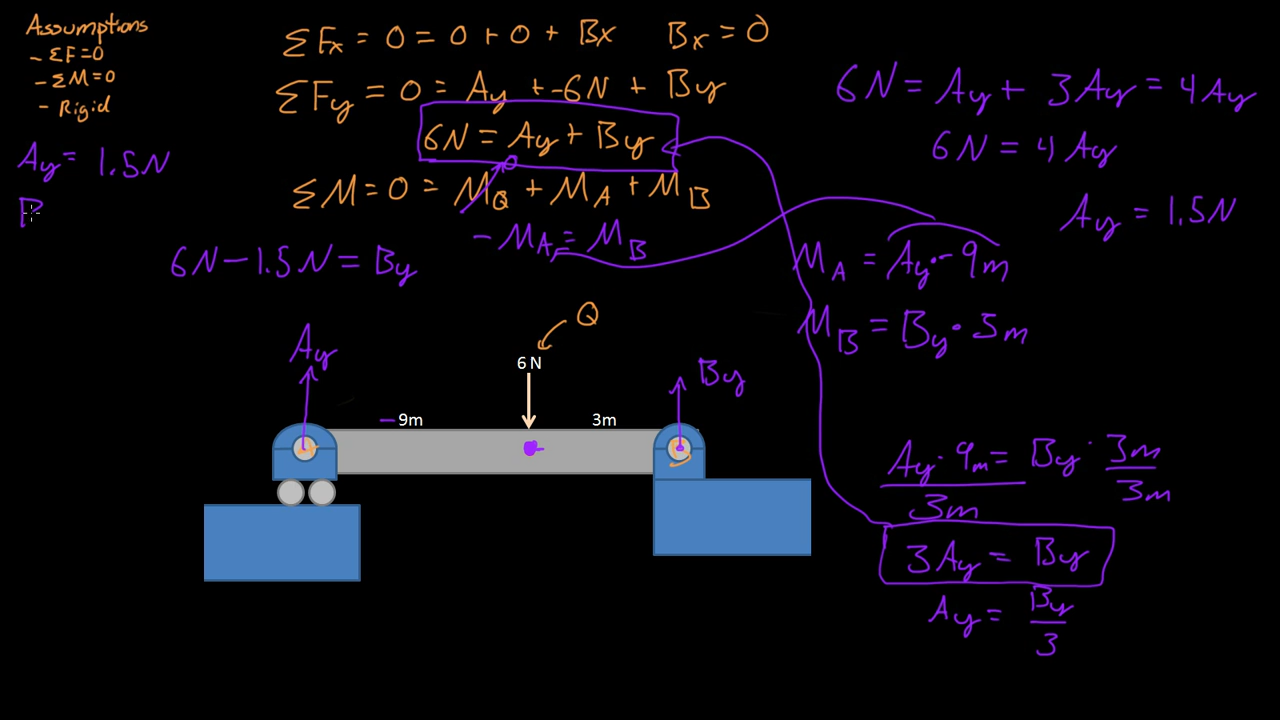 Assumptions
- ΣF=0
- ΣM=0
- Rigid
Ay = 1.5N
B
ΣFx = 0 = 0 + 0 + Bx   Bx = 0
ΣFy = 0 = Ay + -6N + By
6N = Ay + By
ΣM = 0 = MQ + MA + MB
0
- MA = MB
6N - 1.5N = By
6N = Ay + 3Ay = 4Ay
6N = 4Ay
Ay = 1.5N
MA = Ay · - 9m
MB = By · 3m
Q
Ay
6 N
By
- 9m
3m
Ay · 9m = By · 3m
3m   3m
3Ay = By
Ay = By
3